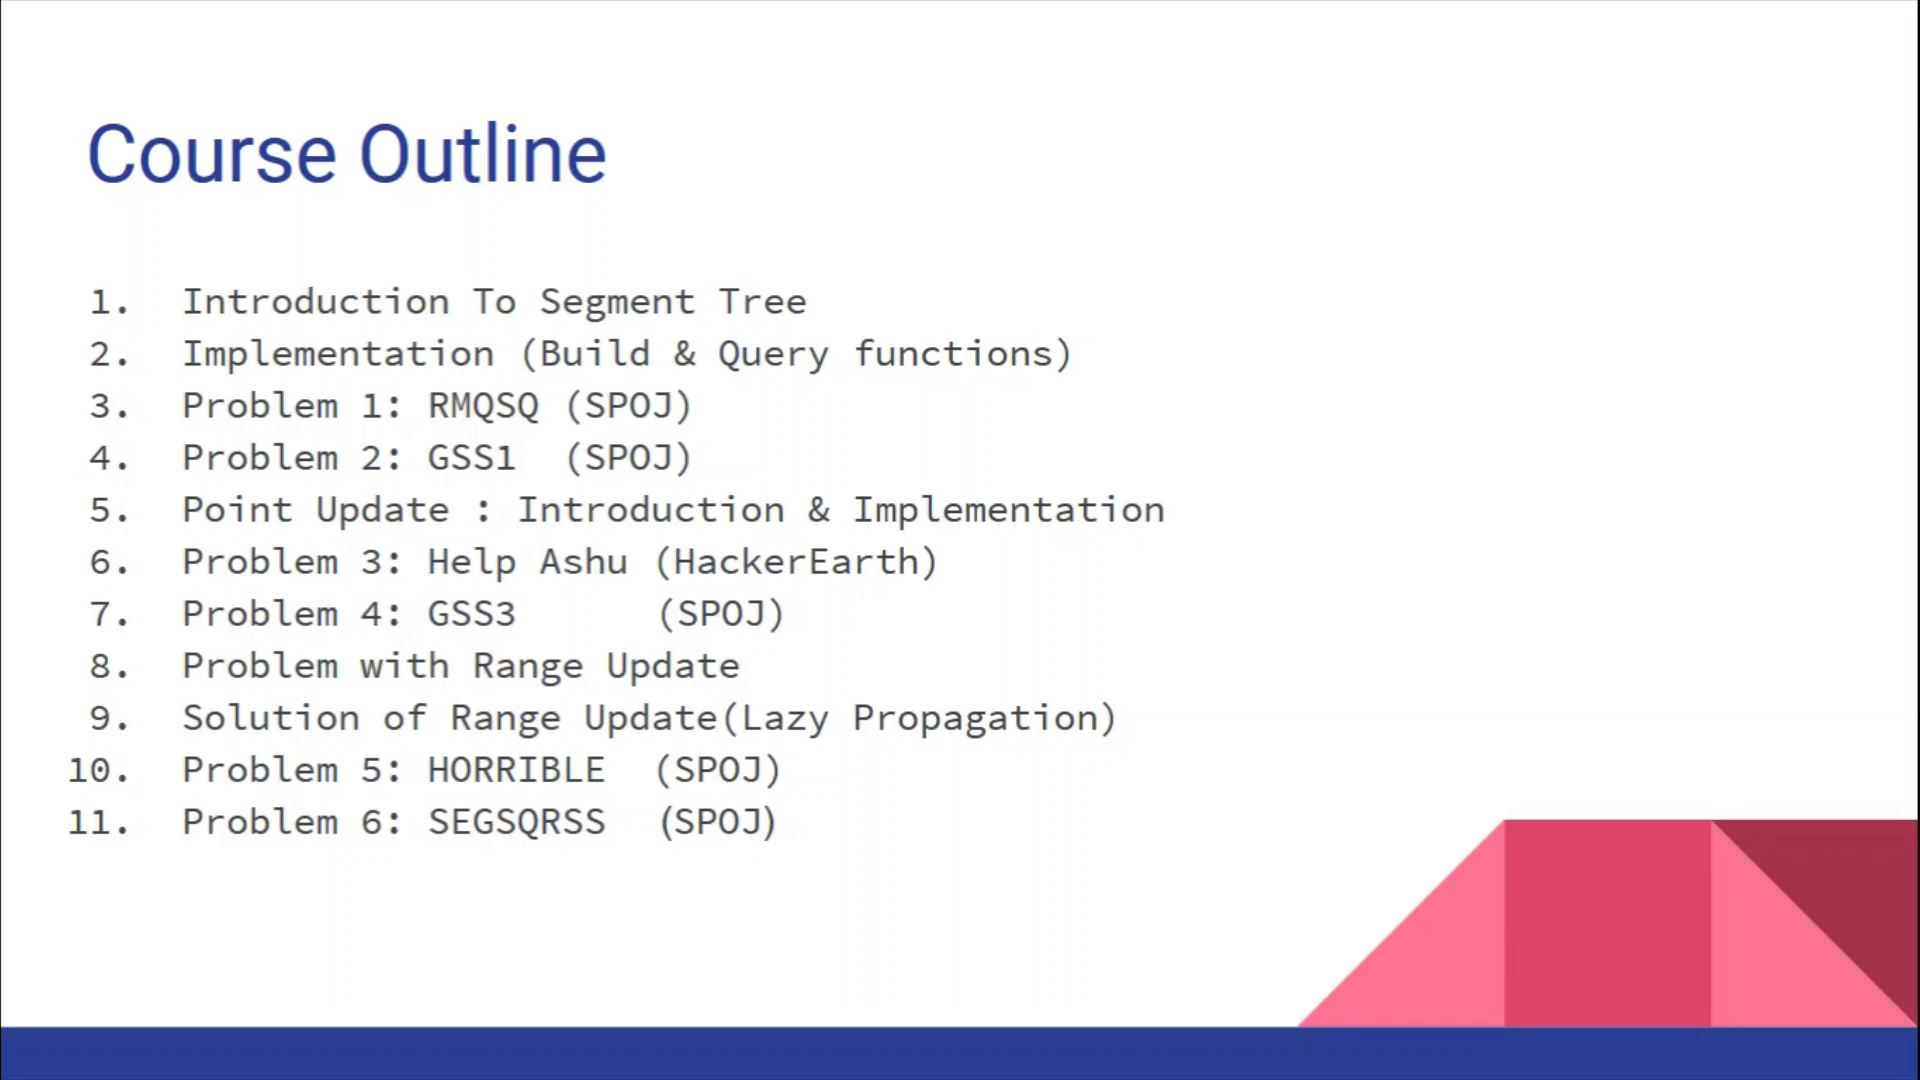 Course Outline
1. Introduction To Segment Tree
2. Implementation (Build & Query functions)
3. Problem 1: RMQSQ (SPOJ)
4. Problem 2: GSS1 (SPOJ)
5. Point Update : Introduction & Implementation
6. Problem 3: Help Ashu (HackerEarth)
7. Problem 4: GSS3 (SPOJ)
8. Problem with Range Update
9. Solution of Range Update(Lazy Propagation)
10. Problem 5: HORRIBLE (SPOJ)
11. Problem 6: SEGSQRSS (SPOJ)